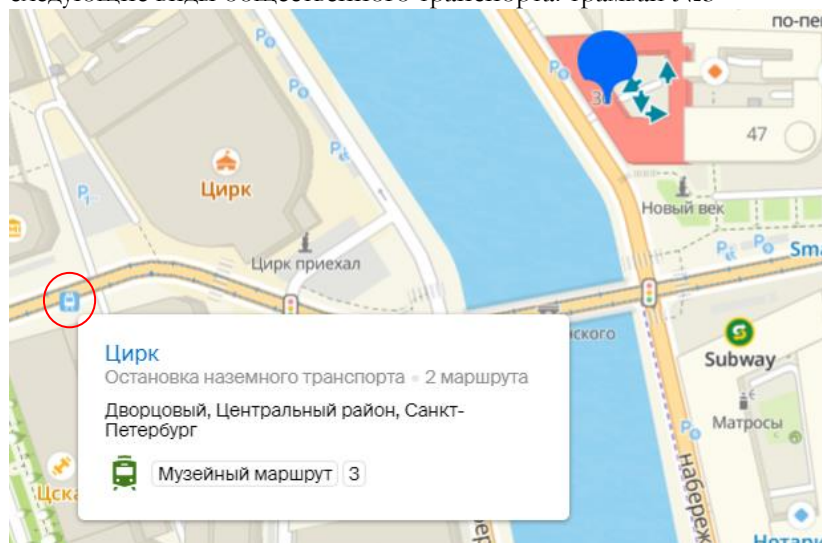 по-пе
Цирк
Цирк приехал
47
Новый век
Sma
Subway
Матросы
Цирк
Остановка наземного транспорта • 2 маршрута
Дворцовый, Центральный район, Санкт-
Петербург
Музейный маршрут 3
Цска
набереж
Нотари